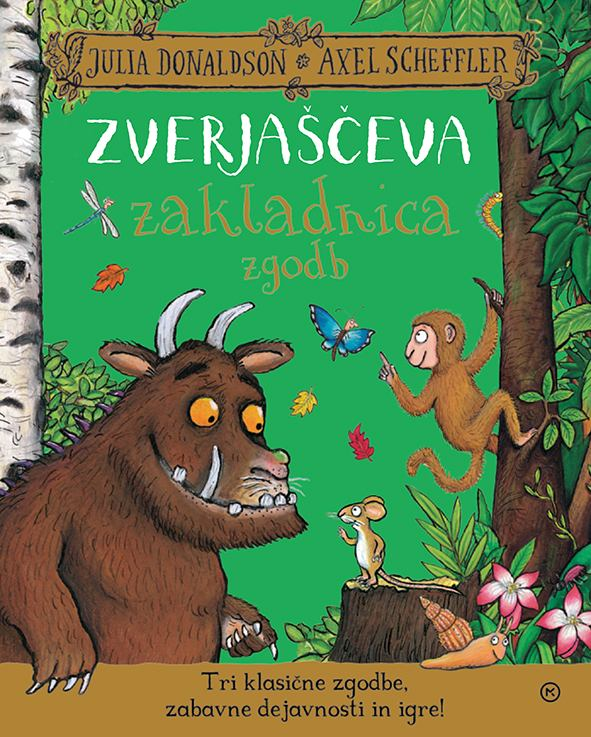 JULIA DONALDSON * AXEL SCHEFFLER
ZVERJAŠČEVA
zakladnica
zgodb
Tri klasične zgodbe,
zabavne dejavnosti in igre!